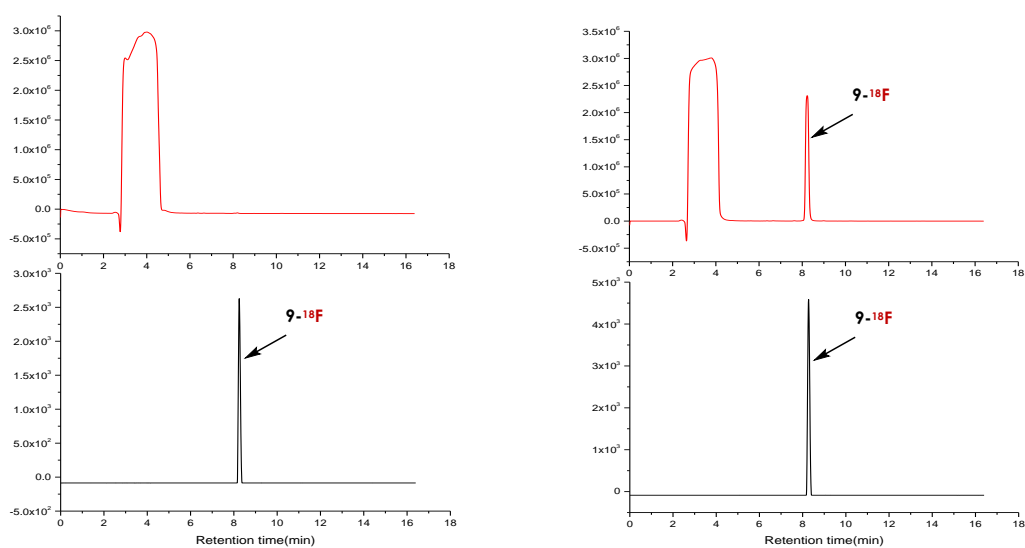 3.0x10⁶
2.5x10⁶
2.0x10⁶
1.5x10⁶
1.0x10⁶
5.0x10⁵
0.0
-5.0x10⁵
0 2 4 6 8 10 12 14 16 18
3.5x10⁶
3.0x10⁶
2.5x10⁶
2.0x10⁶
1.5x10⁶
1.0x10⁶
5.0x10⁵
0.0
-5.0x10⁵
9-¹⁸F
0 2 4 6 8 10 12 14 16 18
3.0x10³
2.5x10³
2.0x10³
1.5x10³
1.0x10³
5.0x10²
0.0
-5.0x10²
9-¹⁸F
0 2 4 6 8 10 12 14 16 18
Retention time(min)
5x10³
4x10³
3x10³
2x10³
1x10³
0
9-¹⁸F
0 2 4 6 8 10 12 14 16 18
Retention time(min)